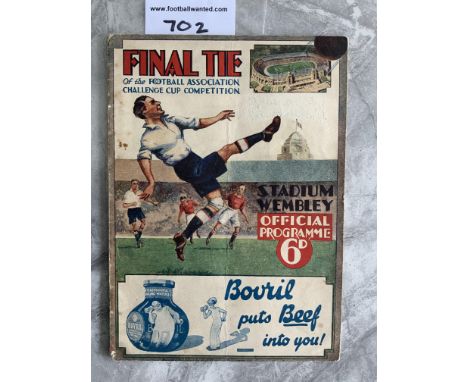 www.footballwanted.com
702
FINAL TIE
Of the FOOTBALL ASSOCIATION
CHALLENGE CUP COMPETITION
STADIUM
WEMBLEY
OFFICIAL
PROGRAMME
6D
Bovril
puts Beef
into you!